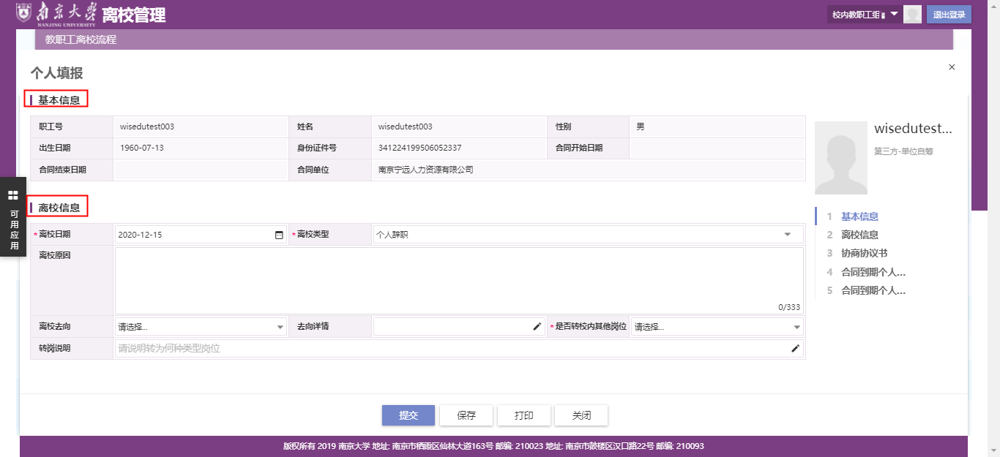 南京大学 离校管理
NANJING UNIVERSITY
校内教职工组
退出登录
教职工离校流程
个人填报
×
基本信息
职工号 wisedutest003 姓名 wisedutest003 性别 男
出生日期 1960-07-13 身份证件号 341224199506052337 合同开始日期
合同结束日期 合同单位 南京宁远人力资源有限公司
wisedutest...
第三方-单位自筹
可用应用
离校信息
1 基本信息
2 离校信息
3 协商协议书
4 合同到期个人...
5 合同到期个人...
* 离校日期 2020-12-15 * 离校类型 个人辞职
离校原因
0/333
离校去向 请选择... 去向详情 * 是否转校内其他岗位 请选择...
转岗说明 请说明转为何种类型岗位
提交 保存 打印 关闭
版权所有 2019 南京大学 地址: 南京市栖霞区仙林大道163号 邮编: 210023 地址: 南京市鼓楼区汉口路22号 邮编: 210093